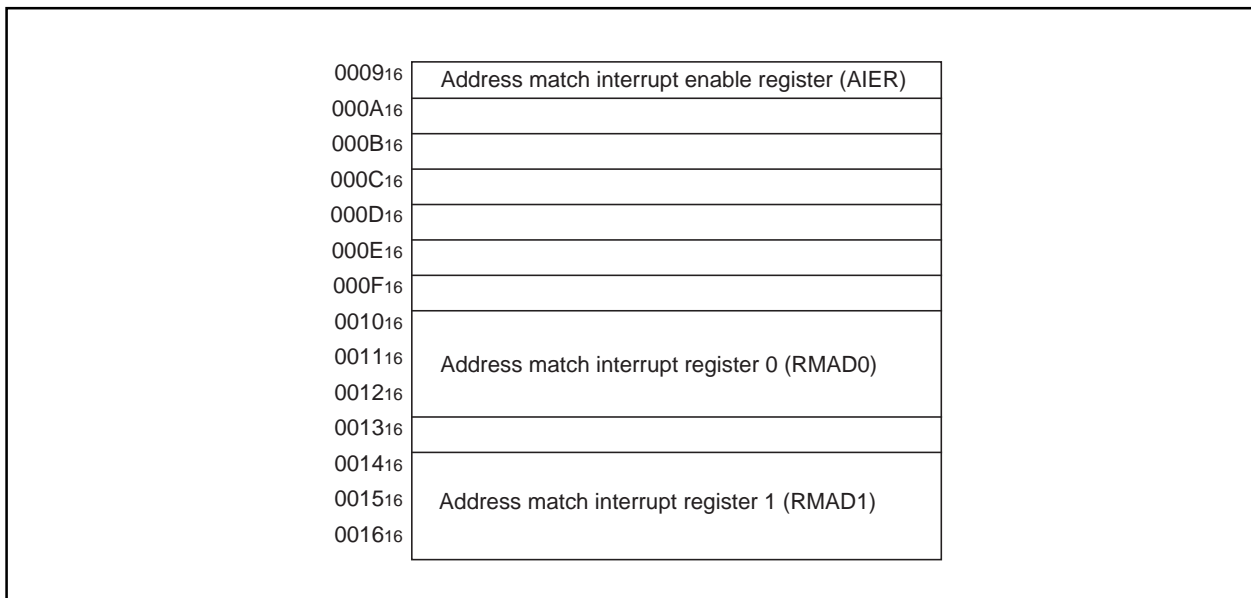 0009₁₆ Address match interrupt enable register (AIER)
000A₁₆
000B₁₆
000C₁₆
000D₁₆
000E₁₆
000F₁₆
0010₁₆
0011₁₆ Address match interrupt register 0 (RMAD0)
0012₁₆
0013₁₆
0014₁₆
0015₁₆ Address match interrupt register 1 (RMAD1)
0016₁₆